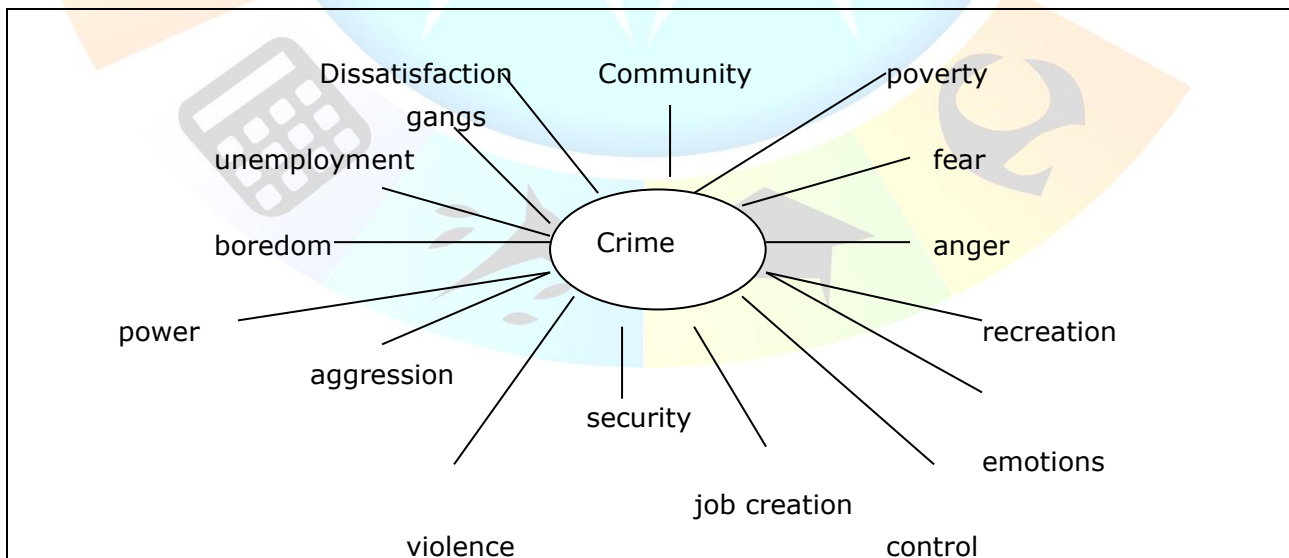 Dissatisfaction Community poverty
gangs
unemployment fear
boredom Crime anger
power recreation
aggression
security
emotions
job creation
violence control